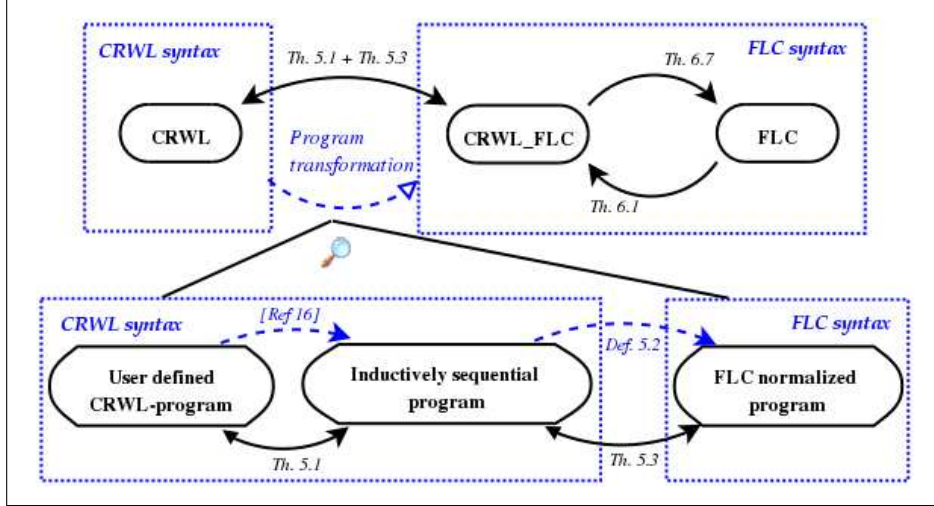 CRWL syntax
FLC syntax
Th. 5.1 + Th. 5.3
Th. 6.7
CRWL
CRWL_FLC
FLC
Program
transformation
Th. 6.1
CRWL syntax
[Ref 16]
FLC syntax
Def. 5.2
User defined
CRWL-program
Inductively sequential
program
FLC normalized
program
Th. 5.1
Th. 5.3